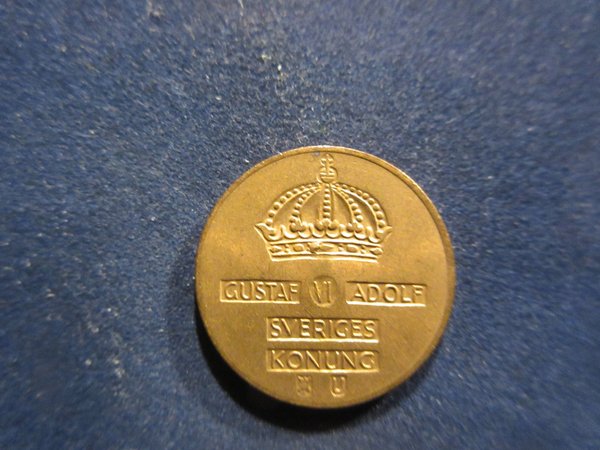 GUSTAF VI ADOLF
SVERIGES
KONUNG
U